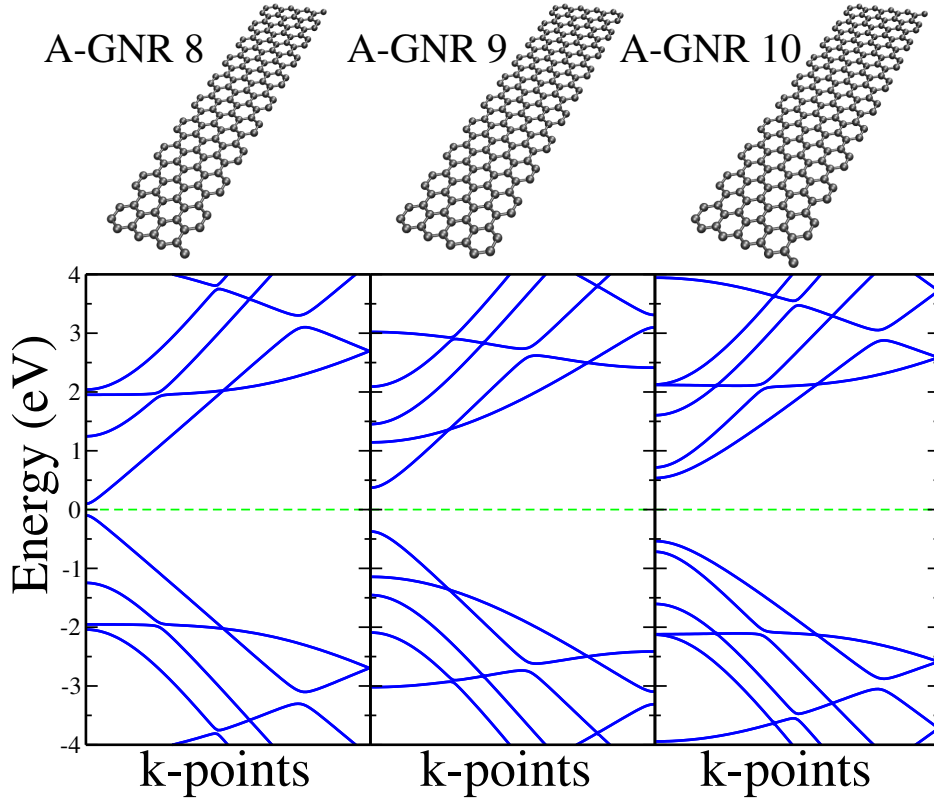 A-GNR 8
A-GNR 9
A-GNR 10
Energy (eV)
4
3
2
1
0
-1
-2
-3
-4
k-points
k-points
k-points